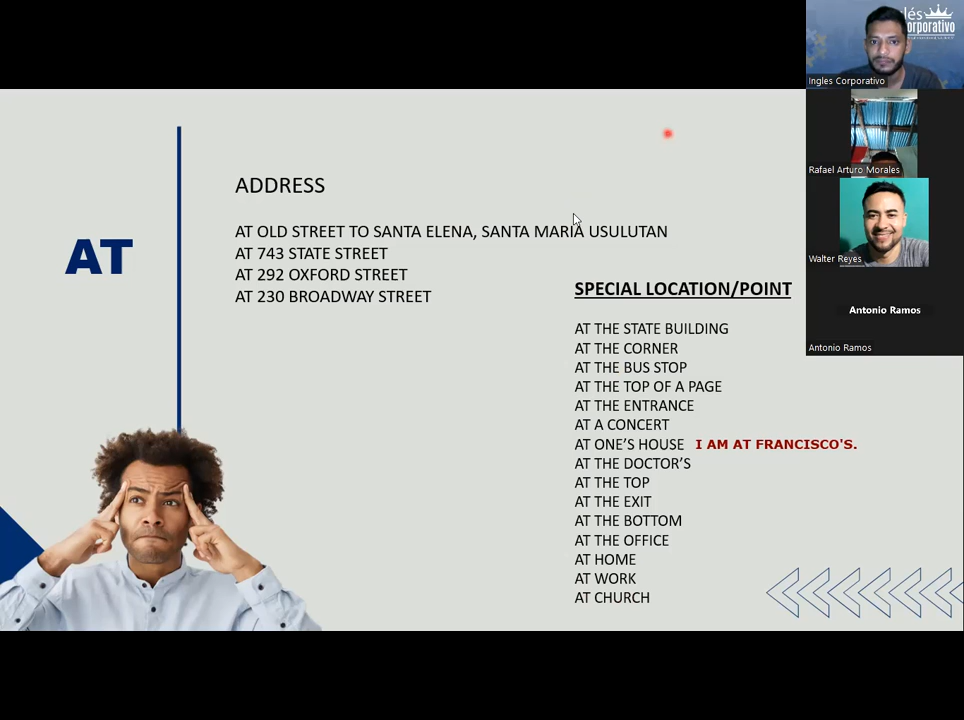 lés
orporativo
Ingles Corporativo
Rafael Arturo Morales
Walter Reyes
Antonio Ramos
Antonio Ramos
AT
ADDRESS
AT OLD STREET TO SANTA ELENA, SANTA MARIA USULUTAN
AT 743 STATE STREET
AT 292 OXFORD STREET
AT 230 BROADWAY STREET
SPECIAL LOCATION/POINT
AT THE STATE BUILDING
AT THE CORNER
AT THE BUS STOP
AT THE TOP OF A PAGE
AT THE ENTRANCE
AT A CONCERT
AT ONE'S HOUSE I AM AT FRANCISCO'S.
AT THE DOCTOR'S
AT THE TOP
AT THE EXIT
AT THE BOTTOM
AT THE OFFICE
AT HOME
AT WORK
AT CHURCH